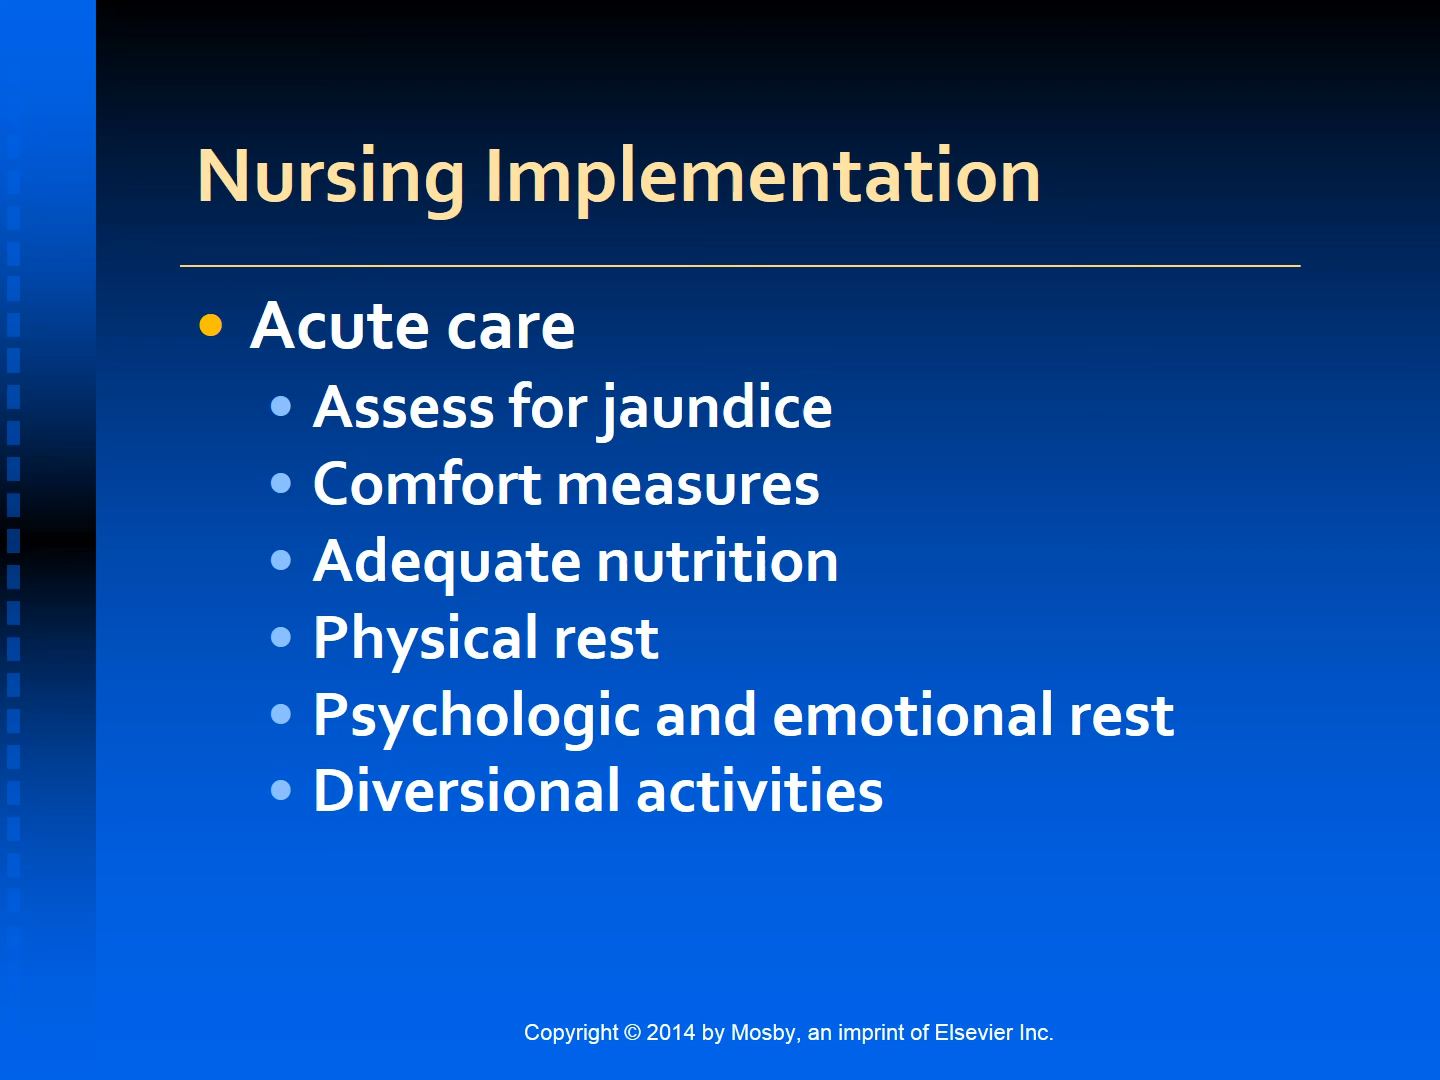 Nursing Implementation
• Acute care
• Assess for jaundice
• Comfort measures
• Adequate nutrition
• Physical rest
• Psychologic and emotional rest
• Diversional activities
Copyright © 2014 by Mosby, an imprint of Elsevier Inc.